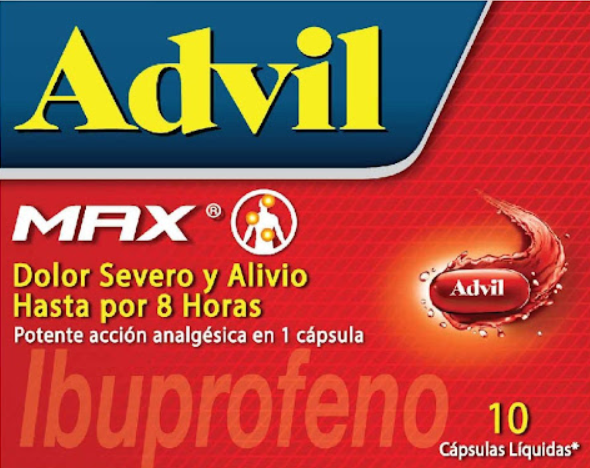 Advil
MAX®
Dolor Severo y Alivio
Hasta por 8 Horas
Potente acción analgésica en 1 cápsula
Advil
Ibuprofeno
10
Cápsulas Líquidas*